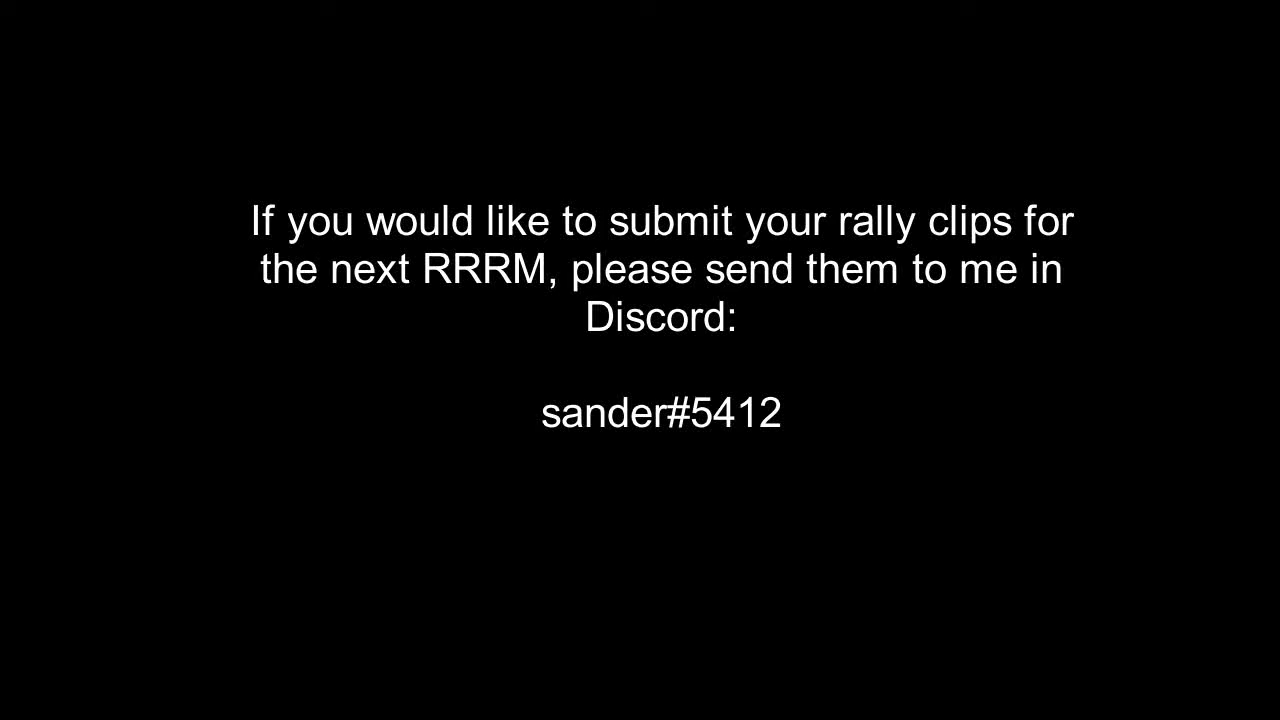 If you would like to submit your rally clips for
the next RRRM, please send them to me in
Discord:
sander#5412